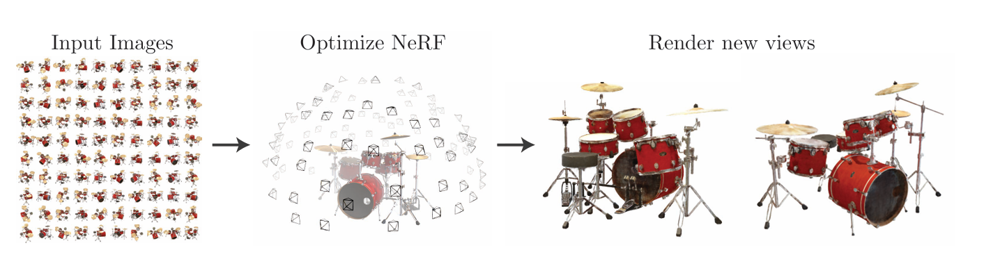 Input Images
Optimize NeRF
Render new views